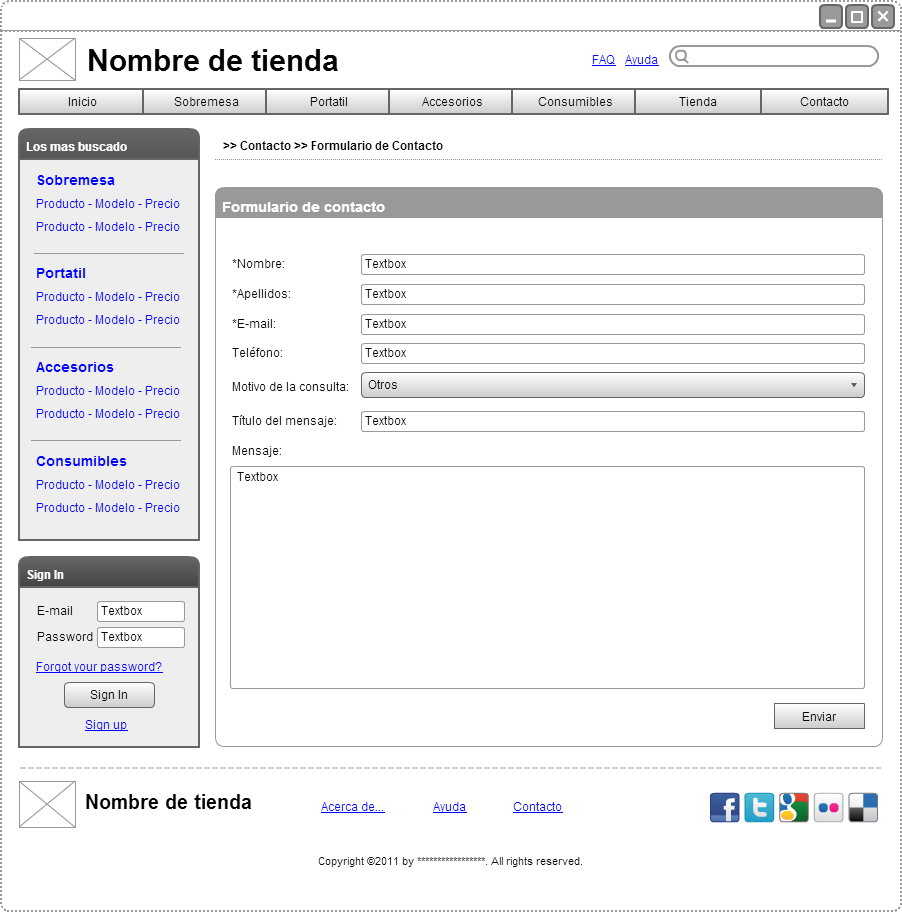 Nombre de tienda
FAQ Ayuda
Inicio Sobremesa Portatil Accesorios Consumibles Tienda Contacto
Los mas buscado
Sobremesa
Producto - Modelo - Precio
Producto - Modelo - Precio
Portatil
Producto - Modelo - Precio
Producto - Modelo - Precio
Accesorios
Producto - Modelo - Precio
Producto - Modelo - Precio
Consumibles
Producto - Modelo - Precio
Producto - Modelo - Precio
Sign In
E-mail Textbox
Password Textbox
Forgot your password?
Sign In
Sign up
>> Contacto >> Formulario de Contacto
Formulario de contacto
*Nombre: Textbox
*Apellidos: Textbox
*E-mail: Textbox
Teléfono: Textbox
Motivo de la consulta: Otros
Título del mensaje: Textbox
Mensaje:
Textbox
Enviar
Nombre de tienda
Acerca de... Ayuda Contacto
Copyright ©2011 by *****************. All rights reserved.